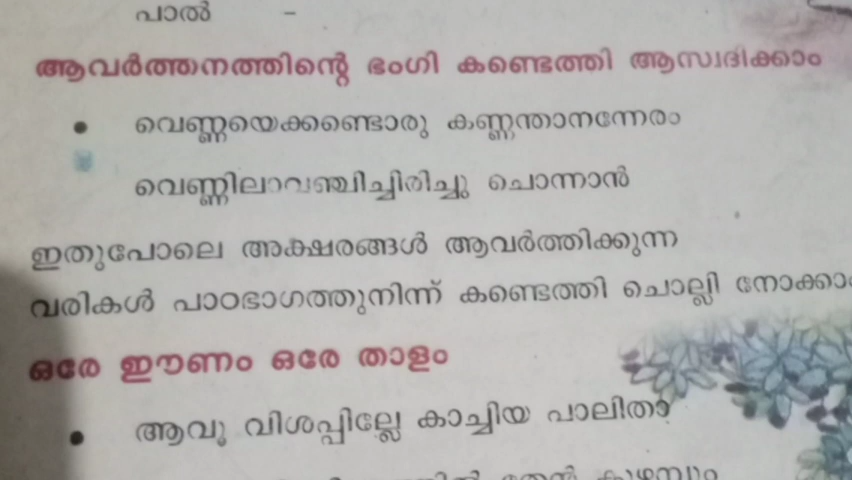 പാൽ –
ആവർത്തനത്തിന്റെ ഭംഗി കണ്ടെത്തി ആസ്വദിക്കാം
• വെണ്ണയെക്കണ്ടൊരു കണ്ണന്താനന്നേരം
വെണ്ണിലാവഞ്ചിച്ചിരിച്ചു ചൊന്നാൻ
ഇതുപോലെ അക്ഷരങ്ങൾ ആവർത്തിക്കുന്ന
വരികൾ പാഠഭാഗത്തുനിന്ന് കണ്ടെത്തി ചൊല്ലി നോക്കാം
ഒരേ ഈണം ഒരേ താളം
• ആവൂ വിശപ്പില്ലേ കാച്ചിയ പാലിതാ